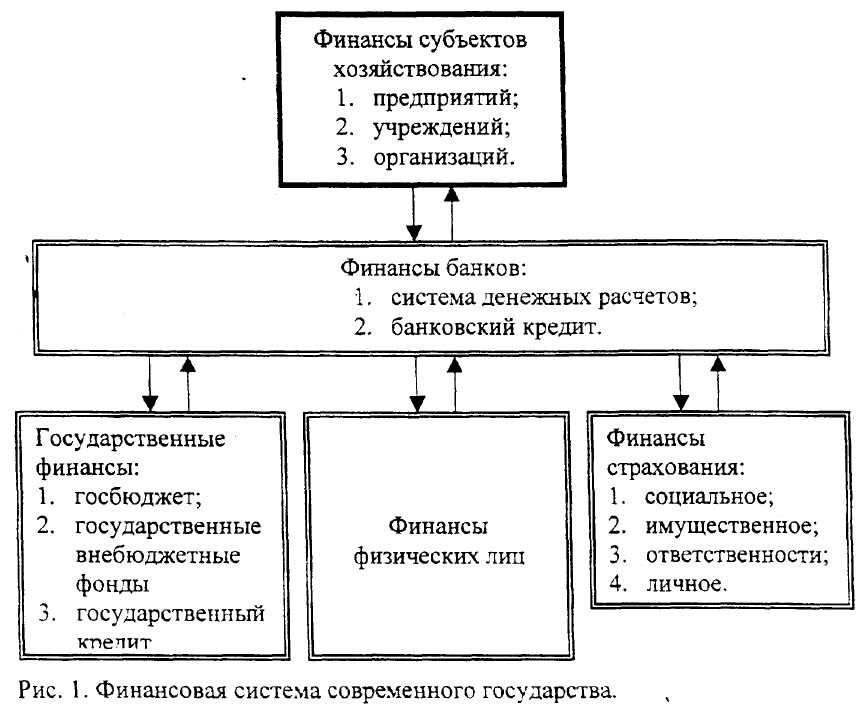 Финансы субъектов
хозяйствования:
1. предприятий;
2. учреждений;
3. организаций.
Финансы банков:
1. система денежных расчетов;
2. банковский кредит.
Государственные
финансы:
1. госбюджет;
2. государственные
внебюджетные
фонды
3. государственный
кредит
Финансы
физических лиц
Финансы
страхования:
1. социальное;
2. имущественное;
3. ответственности;
4. личное.
Рис. 1. Финансовая система современного государства.